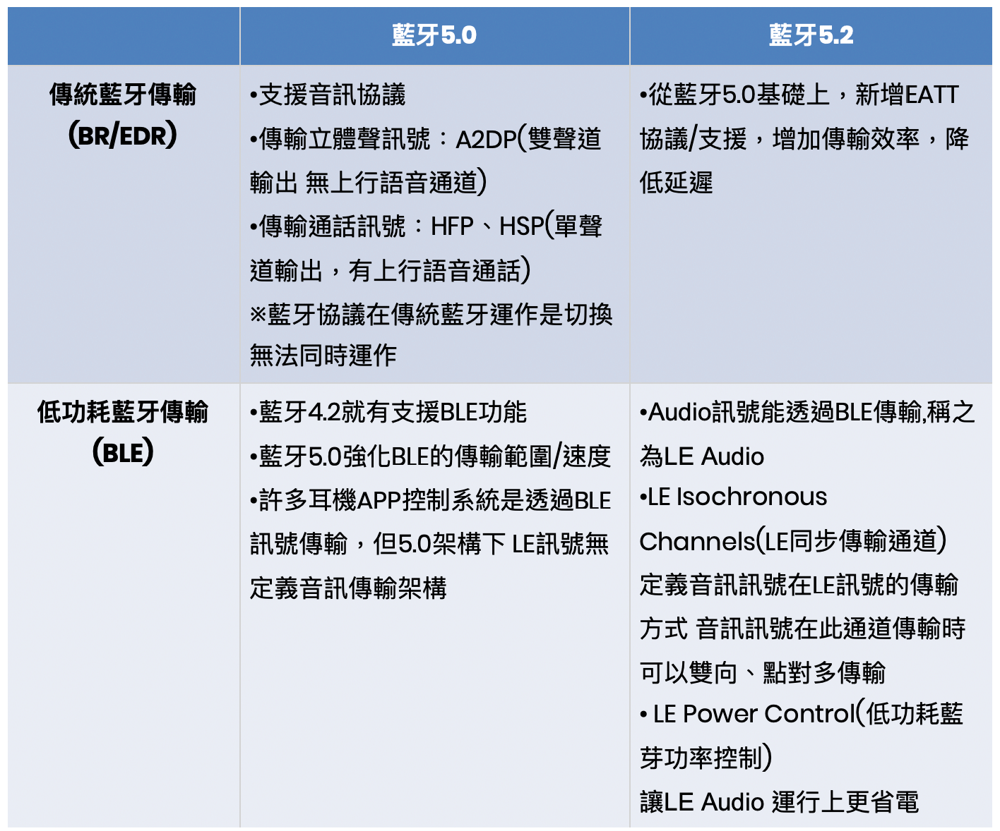 藍牙5.0
藍牙5.2
傳統藍牙傳輸
(BR/EDR)
•支援音訊協議
•傳輸立體聲訊號：A2DP(雙聲道
輸出 無上行語音通道)
•傳輸通話訊號：HFP、HSP(單聲
道輸出，有上行語音通話)
※藍牙協議在傳統藍牙運作是切換
無法同時運作
•從藍牙5.0基礎上，新增EATT
協議/支援，增加傳輸效率，降
低延遲
低功耗藍牙傳輸
(BLE)
•藍牙4.2就有支援BLE功能
•藍牙5.0強化BLE的傳輸範圍/速度
•許多耳機APP控制系統是透過BLE
訊號傳輸，但5.0架構下 LE訊號無
定義音訊傳輸架構
•Audio訊號能透過BLE傳輸,稱之
為LE Audio
•LE Isochronous
Channels(LE同步傳輸通道)
定義音訊訊號在LE訊號的傳輸
方式 音訊訊號在此通道傳輸時
可以雙向、點對多傳輸
• LE Power Control(低功耗藍
芽功率控制)
讓LE Audio 運行上更省電